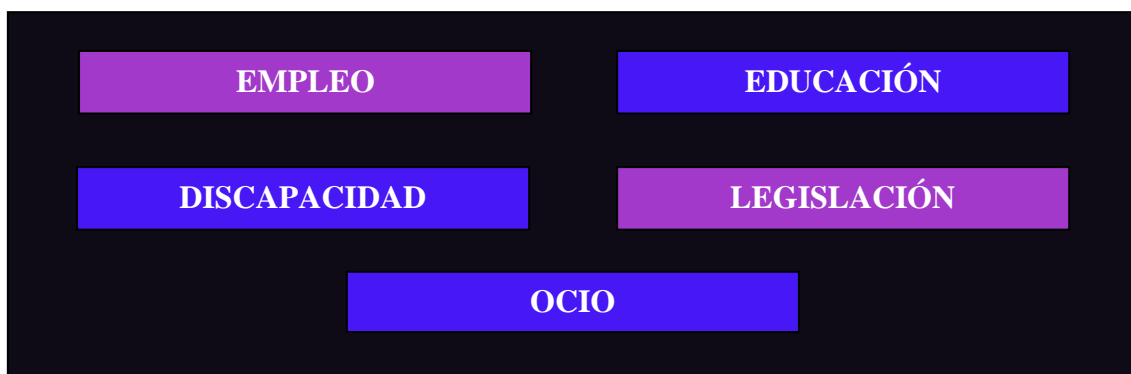 EMPLEO
EDUCACIÓN
DISCAPACIDAD
LEGISLACIÓN
OCIO